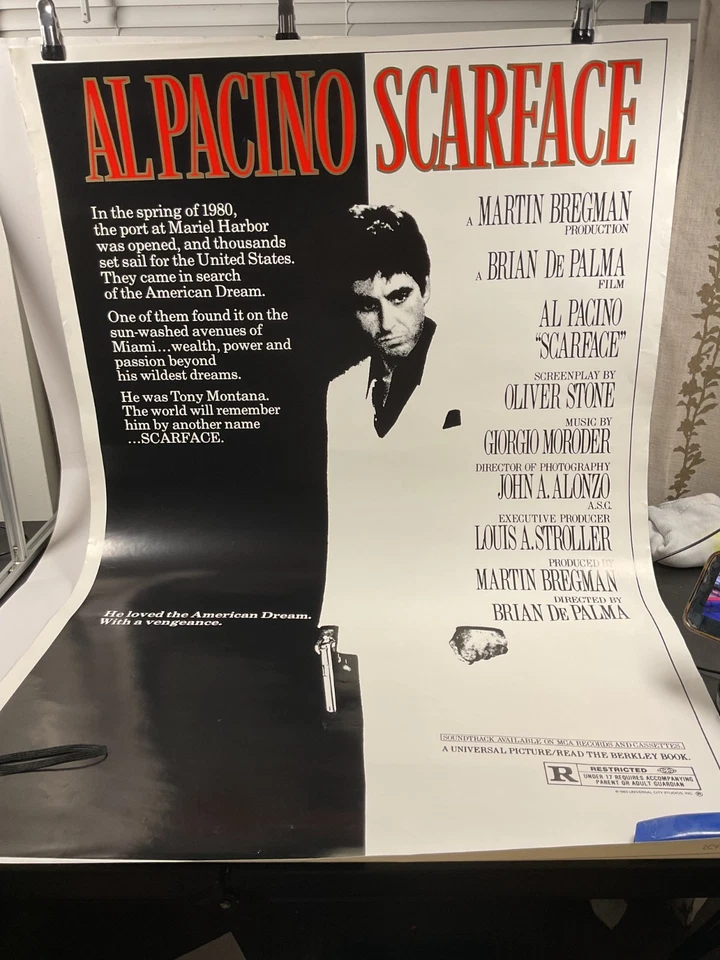 AL PACINO SCARFACE
In the spring of 1980,
the port at Mariel Harbor
was opened, and thousands
set sail for the United States.
They came in search
of the American Dream.
One of them found it on the
sun-washed avenues of
Miami...wealth, power and
passion beyond
his wildest dreams.
He was Tony Montana.
The world will remember
him by another name
...SCARFACE.
He loved the American Dream.
With a vengeance.
A MARTIN BREGMAN
PRODUCTION
A BRIAN DE PALMA
FILM
AL PACINO
"SCARFACE"
SCREENPLAY BY
OLIVER STONE
MUSIC BY
GIORGIO MORODER
DIRECTOR OF PHOTOGRAPHY
JOHN A. ALONZO
A.S.C.
EXECUTIVE PRODUCER
LOUIS A. STROLLER
PRODUCED BY
MARTIN BREGMAN
DIRECTED BY
BRIAN DE PALMA
SOUNDTRACK AVAILABLE ON MCA RECORDS AND CASSETTES.
A UNIVERSAL PICTURE/READ THE BERKLEY BOOK.
R RESTRICTED
UNDER 17 REQUIRES ACCOMPANYING
PARENT OR ADULT GUARDIAN
© 1983 UNIVERSAL CITY STUDIOS, INC.